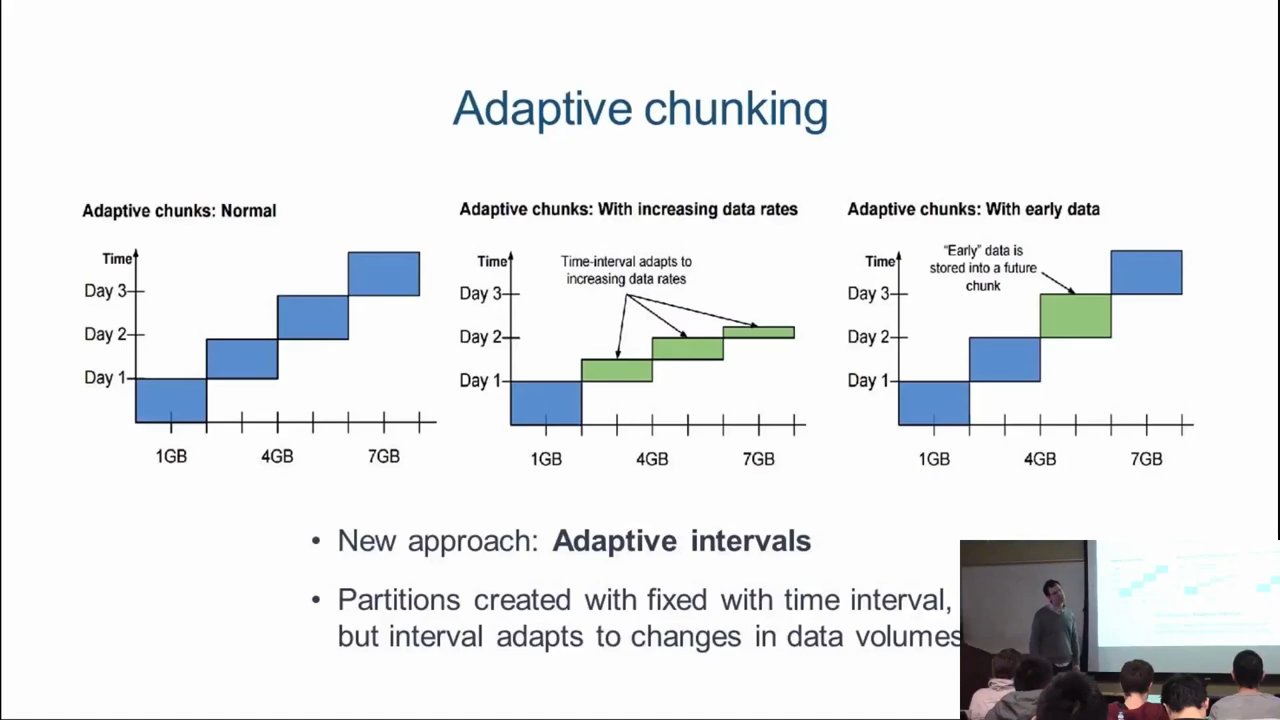 Adaptive chunking
Adaptive chunks: Normal
Time
Day 3
Day 2
Day 1
1GB
4GB
7GB
Adaptive chunks: With increasing data rates
Time
Time-interval adapts to
increasing data rates
Day 3
Day 2
Day 1
1GB
4GB
7GB
Adaptive chunks: With early data
Time
"Early" data is
stored into a future
chunk
Day 3
Day 2
Day 1
1GB
4GB
7GB
• New approach: Adaptive intervals
• Partitions created with fixed with time interval,
but interval adapts to changes in data volumes